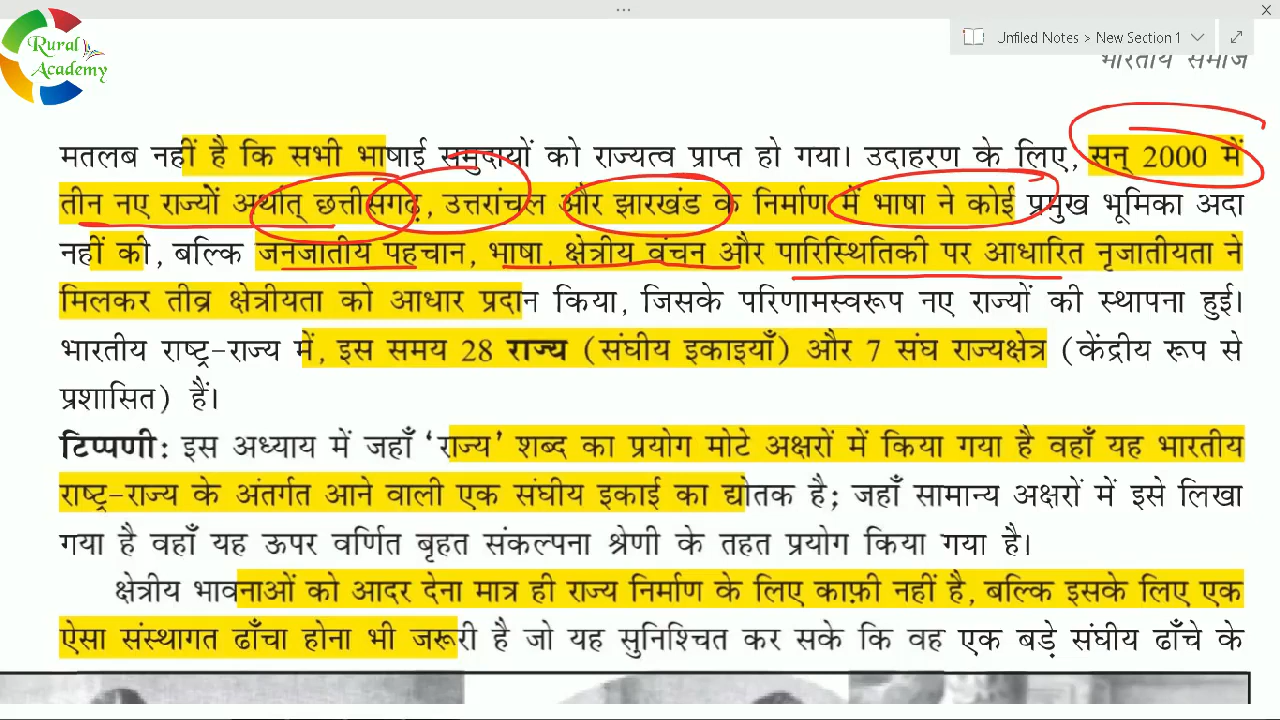 Rural
Academy
Jnfiled Notes > New Section 1
भारतीय समाज
मतलब नहीं है कि सभी भाषाई समुदायों को राज्यत्व प्राप्त हो गया। उदाहरण के लिए, सन् 2000 में
तीन नए राज्यों अर्थात् छत्तीसगढ़, उत्तरांचल और झारखंड के निर्माण में भाषा ने कोई प्रमुख भूमिका अदा
नहीं की, बल्कि जनजातीय पहचान, भाषा, क्षेत्रीय वंचन और पारिस्थितिकी पर आधारित नृजातीयता ने
मिलकर तीव्र क्षेत्रीयता को आधार प्रदान किया, जिसके परिणामस्वरूप नए राज्यों की स्थापना हुई।
भारतीय राष्ट्र-राज्य में, इस समय 28 राज्य (संघीय इकाइयाँ) और 7 संघ राज्यक्षेत्र (केंद्रीय रूप से
प्रशासित) हैं।
टिप्पणी: इस अध्याय में जहाँ ‘राज्य’ शब्द का प्रयोग मोटे अक्षरों में किया गया है वहाँ यह भारतीय
राष्ट्र-राज्य के अंतर्गत आने वाली एक संघीय इकाई का द्योतक है; जहाँ सामान्य अक्षरों में इसे लिखा
गया है वहाँ यह ऊपर वर्णित बृहत संकल्पना श्रेणी के तहत प्रयोग किया गया है।
क्षेत्रीय भावनाओं को आदर देना मात्र ही राज्य निर्माण के लिए काफ़ी नहीं है, बल्कि इसके लिए एक
ऐसा संस्थागत ढाँचा होना भी जरूरी है जो यह सुनिश्चित कर सके कि वह एक बड़े संघीय ढाँचे के